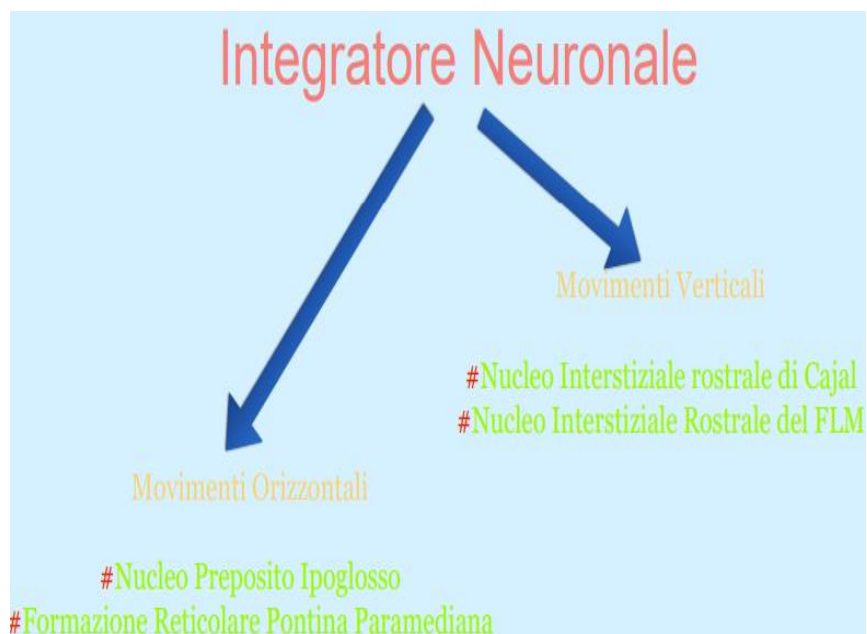 Integratore Neuronale
Movimenti Verticali
#Nucleo Interstiziale rostrale di Cajal
#Nucleo Interstiziale Rostrale del FLM
Movimenti Orizzontali
#Nucleo Preposito Ipoglosso
#Formazione Reticolare Pontina Paramediana